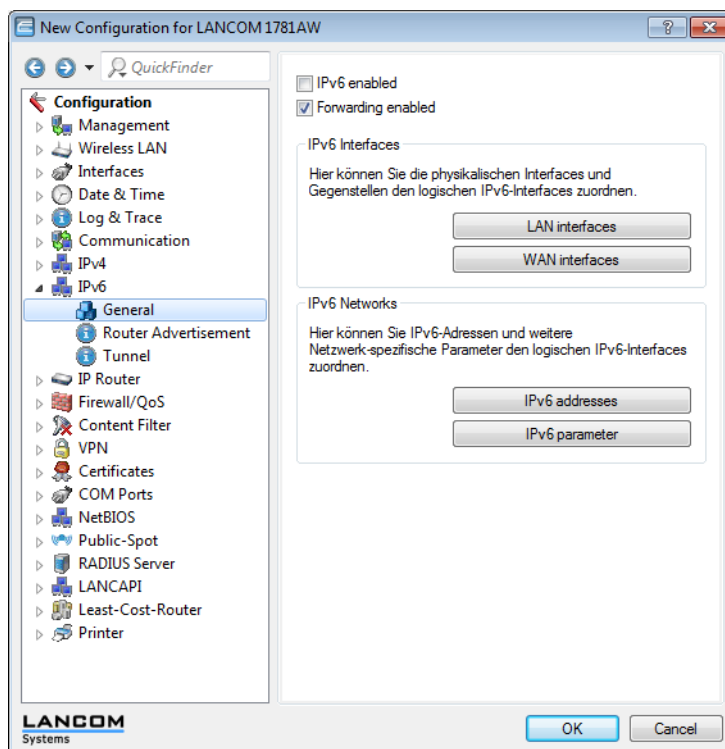 New Configuration for LANCOM 1781AW
QuickFinder
Configuration
Management
Wireless LAN
Interfaces
Date & Time
Log & Trace
Communication
IPv4
IPv6
General
Router Advertisement
Tunnel
IP Router
Firewall/QoS
Content Filter
VPN
Certificates
COM Ports
NetBIOS
Public-Spot
RADIUS Server
LANCAPI
Least-Cost-Router
Printer
IPv6 enabled
Forwarding enabled
IPv6 Interfaces
Hier können Sie die physikalischen Interfaces und
Gegenstellen den logischen IPv6-Interfaces zuordnen.
LAN interfaces
WAN interfaces
IPv6 Networks
Hier können Sie IPv6-Adressen und weitere
Netzwerk-spezifische Parameter den logischen IPv6-Interfaces
zuordnen.
IPv6 addresses
IPv6 parameter
LANCOM
Systems
OK
Cancel